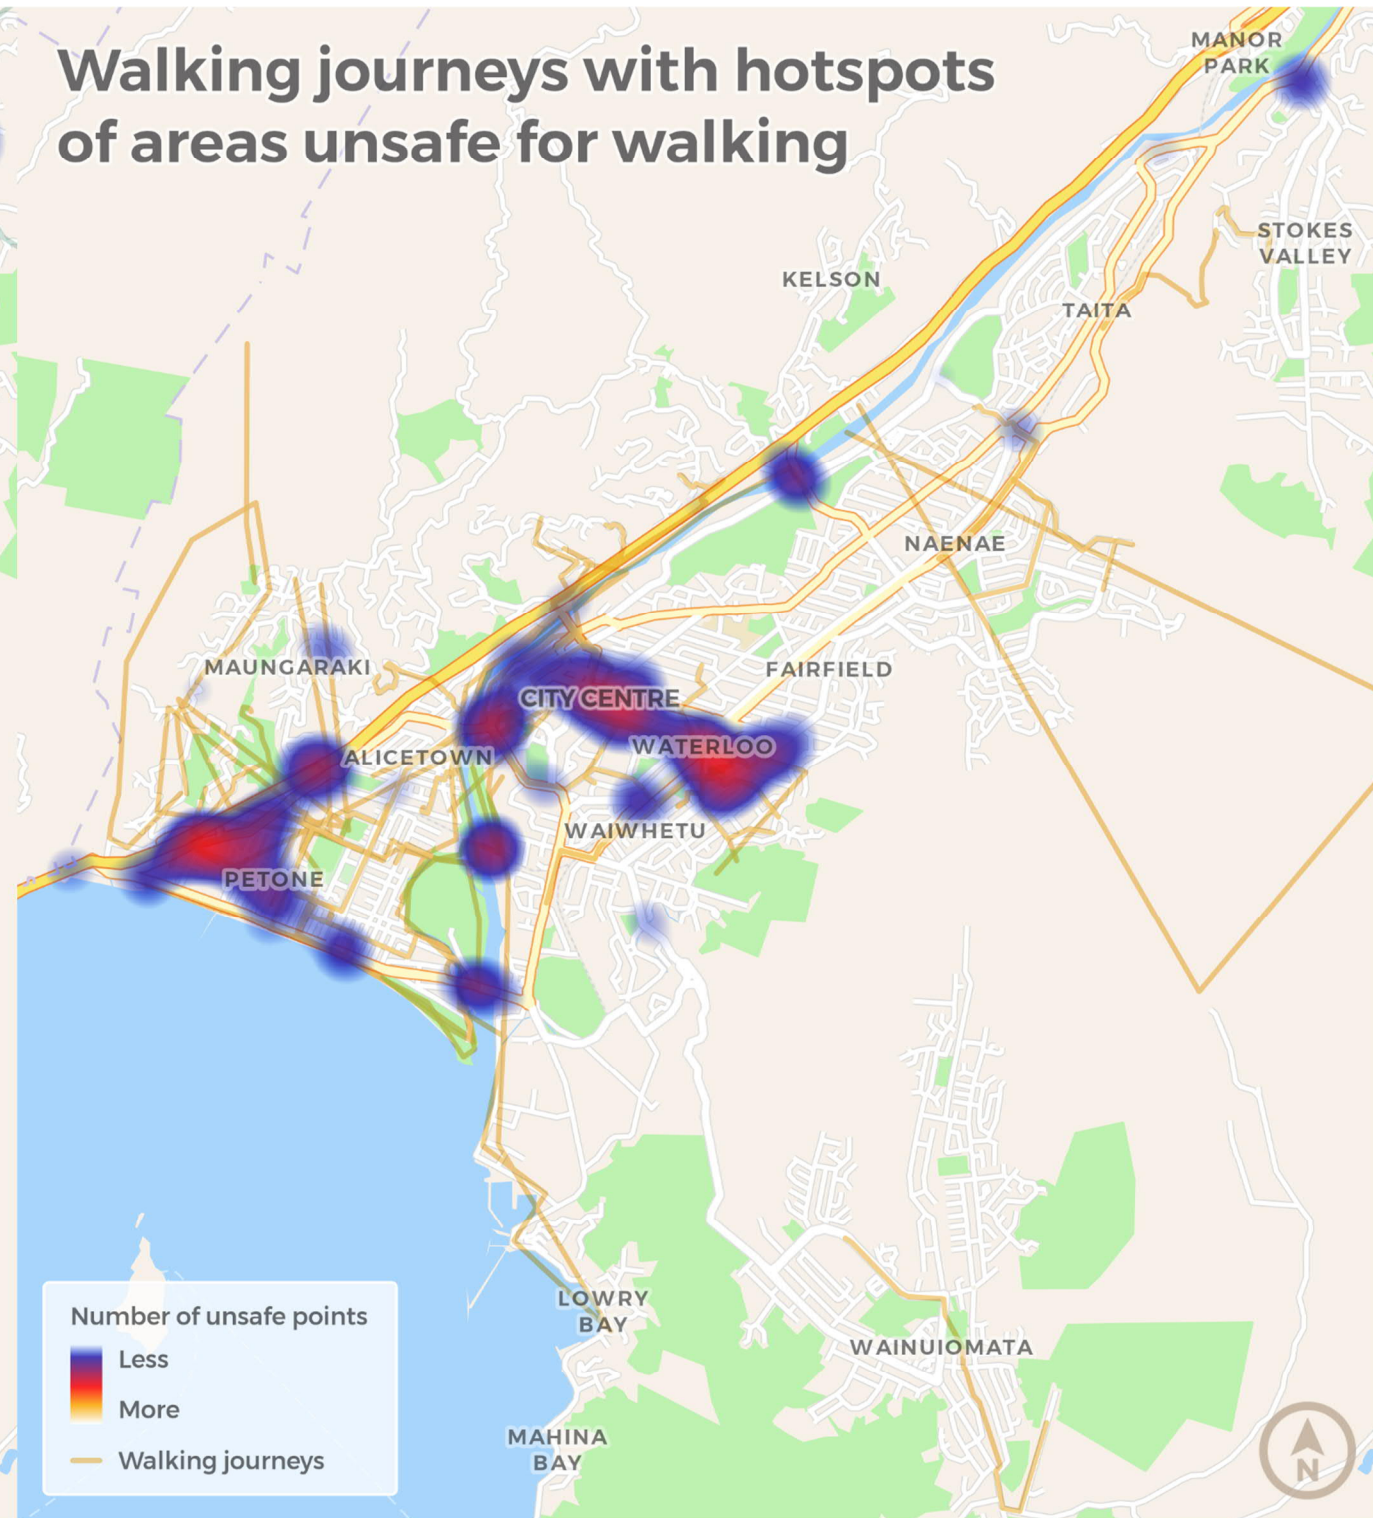 Walking journeys with hotspots
of areas unsafe for walking
MANOR
PARK
STOKES
VALLEY
KELSON
TAITA
NAENAE
MAUNGARAKI
FAIRFIELD
CITY CENTRE
WATERLOO
ALICETOWN
WAIWHETU
PETONE
LOWRY
BAY
WAINUIOMATA
MAHINA
BAY
Number of unsafe points
Less
More
Walking journeys
N